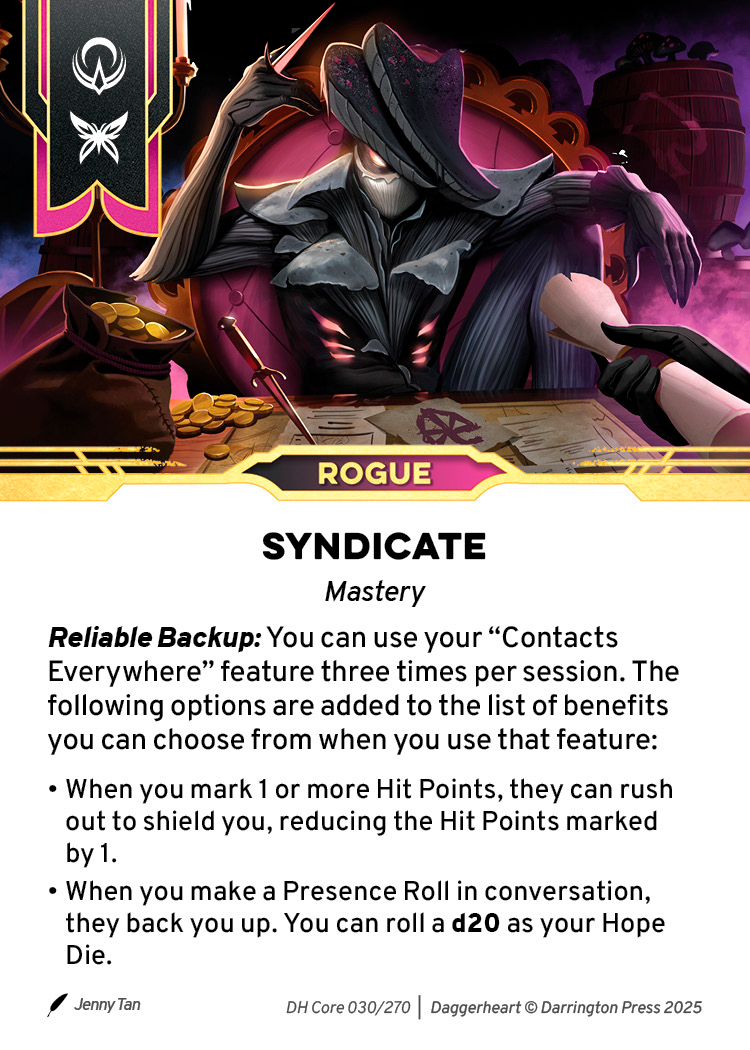 ROGUE
SYNDICATE
Mastery
Reliable Backup: You can use your “Contacts
Everywhere” feature three times per session. The
following options are added to the list of benefits
you can choose from when you use that feature:
• When you mark 1 or more Hit Points, they can rush
out to shield you, reducing the Hit Points marked
by 1.
• When you make a Presence Roll in conversation,
they back you up. You can roll a d20 as your Hope
Die.
Jenny Tan
DH Core 030/270 | Daggerheart © Darrington Press 2025